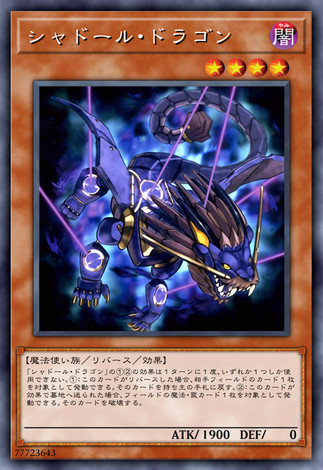 シャドール・ドラゴン
やみ
闇
【魔法使い族／リバース／効果】
「シャドール・ドラゴン」の①②の効果は１ターンに１度、いずれか１つしか
使用できない。①：このカードがリバースした場合、相手フィールドのカード１枚
を対象として発動できる。そのカードを持ち主の手札に戻す。②：このカードが
効果で墓地へ送られた場合、フィールドの魔法・罠カード１枚を対象として発
動できる。そのカードを破壊する。
ATK/ 1900 DEF/ 0
77723643